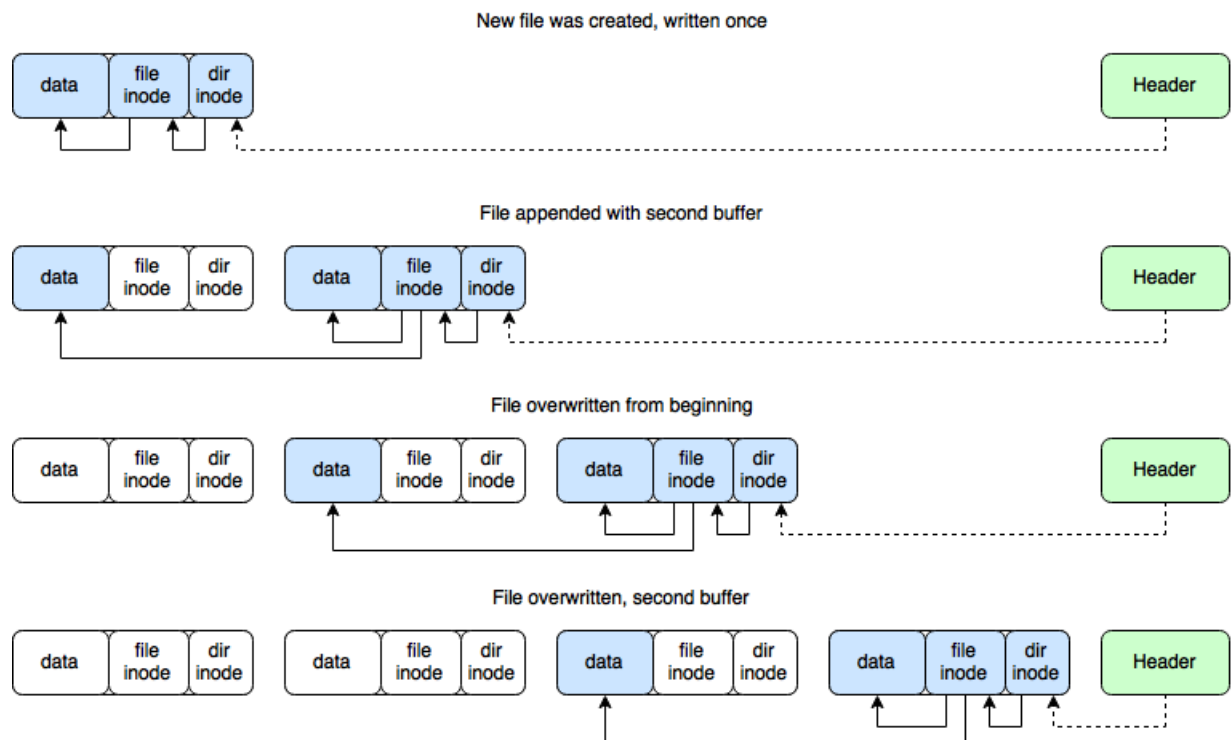 New file was created, written once
data
file
inode
dir
inode
Header
File appended with second buffer
data
file
inode
dir
inode
data
file
inode
dir
inode
Header
File overwritten from beginning
data
file
inode
dir
inode
data
file
inode
dir
inode
data
file
inode
dir
inode
Header
File overwritten, second buffer
data
file
inode
dir
inode
data
file
inode
dir
inode
data
file
inode
dir
inode
data
file
inode
dir
inode
Header